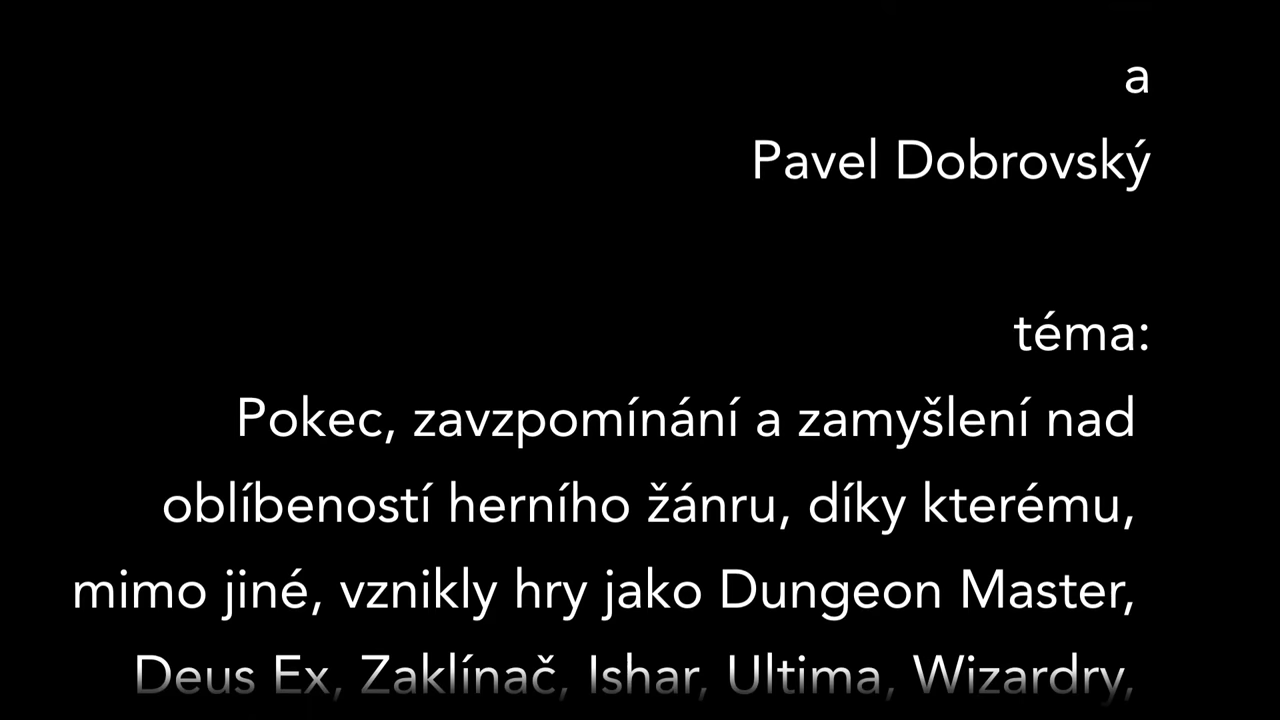 a
Pavel Dobrovský
téma:
Pokec, zavzpomínání a zamyšlení nad
oblíbeností herního žánru, díky kterému,
mimo jiné, vznikly hry jako Dungeon Master,
Deus Ex, Zaklínač, Ishar, Ultima, Wizardry,